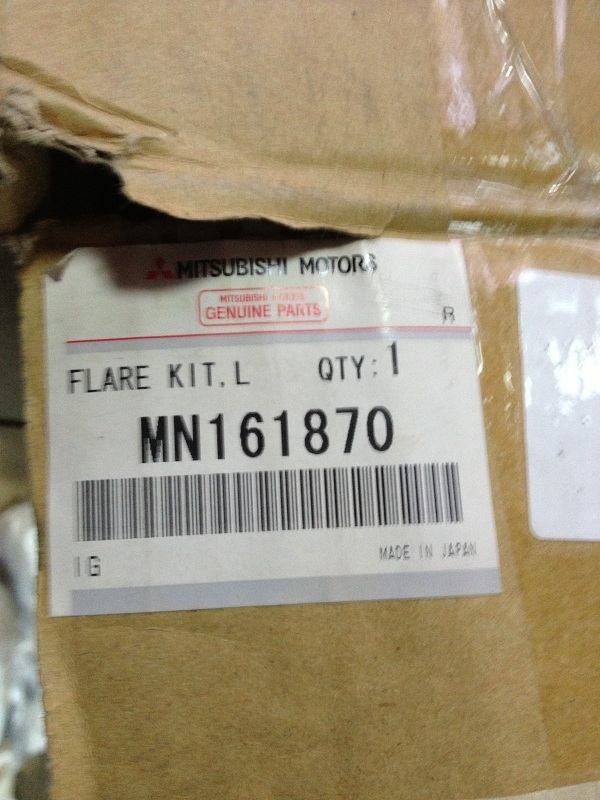 MITSUBISHI MOTORS
MITSUBISHI MOTORS
GENUINE PARTS
R
FLARE KIT,L QTY:1
MN161870
IG MADE IN JAPAN